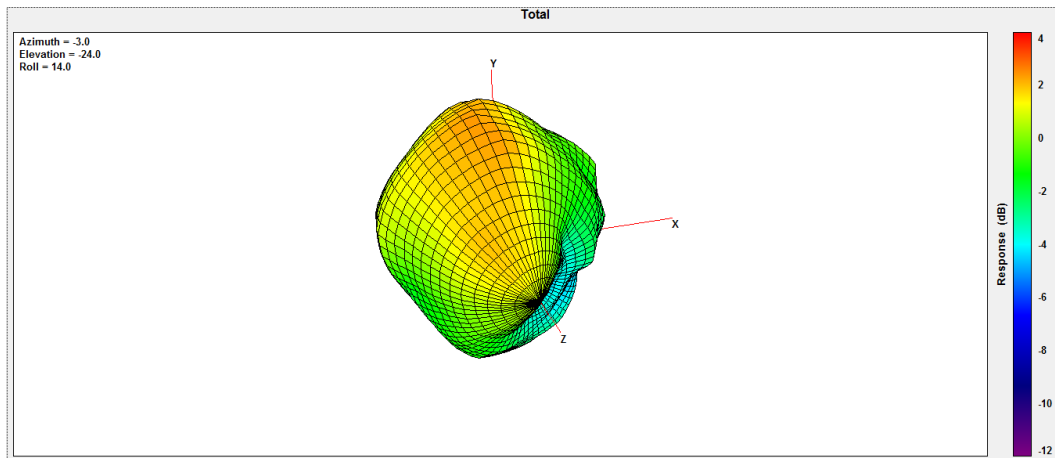 Total
Azimuth = -3.0
Elevation = -24.0
Roll = 14.0
Y
X
Z
4
2
0
-2
-4
-6
-8
-10
-12
Response (dB)